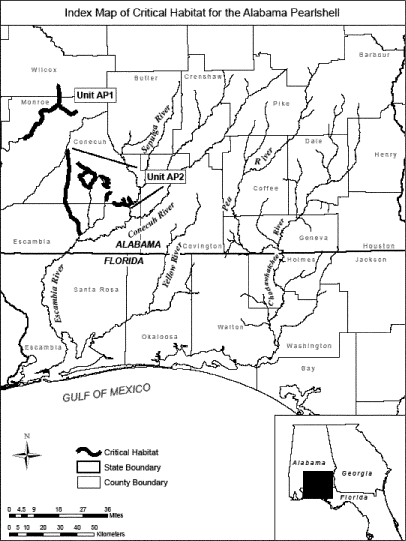 Index Map of Critical Habitat for the Alabama Pearlshell
Barbour
Wilcox
Butler
Crenshaw
Unit AP1
Monroe
Pike
Sepulga River
Conecuh
Dale
Pea River
Henry
Unit AP2
Coffee
Conecuh River
Escambia
ALABAMA
FLORIDA
Covington
Geneva
Houston
Holmes
Jackson
Yellow River
Choctawhatchee River
Escambia River
Santa Rosa
Walton
Okaloosa
Escambia
Washington
Bay
GULF OF MEXICO
N
Critical Habitat
State Boundary
County Boundary
Alabama
Georgia
Florida
0 4.5 9 18 27 36
Miles
0 5 10 20 30 40 50
Kilometers